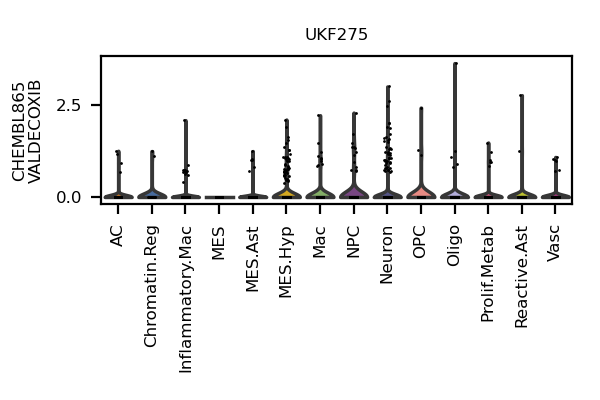 UKF275
CHEMBL865
VALDECOXIB
2.5
0.0
AC
Chromatin.Reg
Inflammatory.Mac
MES
MES.Ast
MES.Hyp
Mac
NPC
Neuron
OPC
Oligo
Prolif.Metab
Reactive.Ast
Vasc